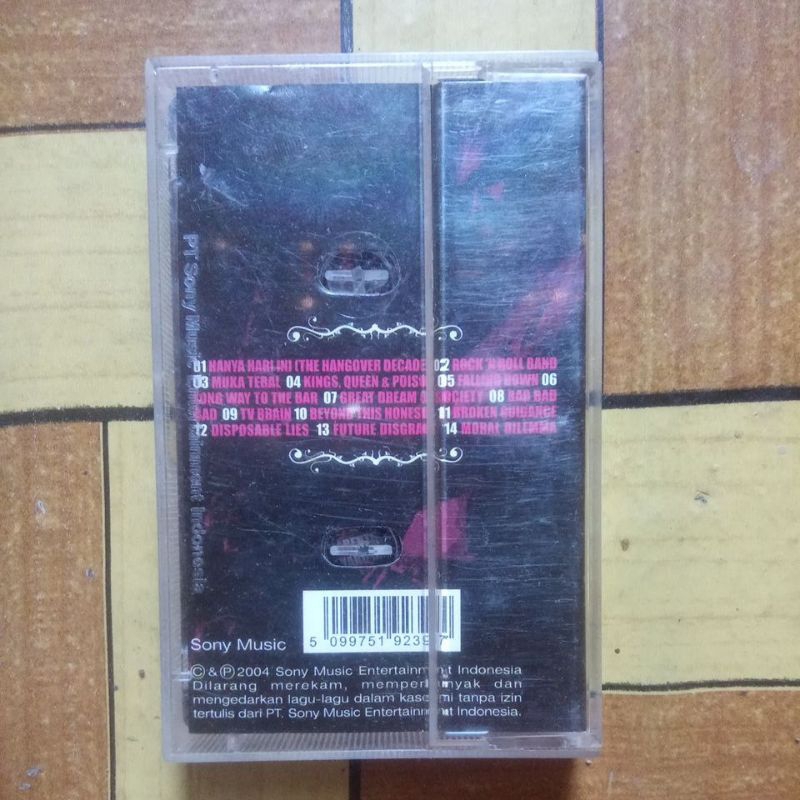 01 HANYA HARI INI (THE HANGOVER DECADE) 02 ROCK 'N ROLL BAND
03 MUKA TEBAL 04 KINGS, QUEEN & POISON 05 FALLING DOWN 06
LONG WAY TO THE BAR 07 GREAT DREAM & SOCIETY 08 BAD BAD
BAD 09 TV BRAIN 10 BEYOND THIS HONESTY 11 BROKEN GUIDANCE
12 DISPOSABLE LIES 13 FUTURE DISGRACE 14 MORAL DILEMMA
PT Sony Music Entertainment Indonesia
Sony Music
5 099751 92397
© & ℗ 2004 Sony Music Entertainment Indonesia
Dilarang merekam, memperbanyak dan
mengedarkan lagu-lagu dalam kaset ini tanpa izin
tertulis dari PT. Sony Music Entertainment Indonesia.